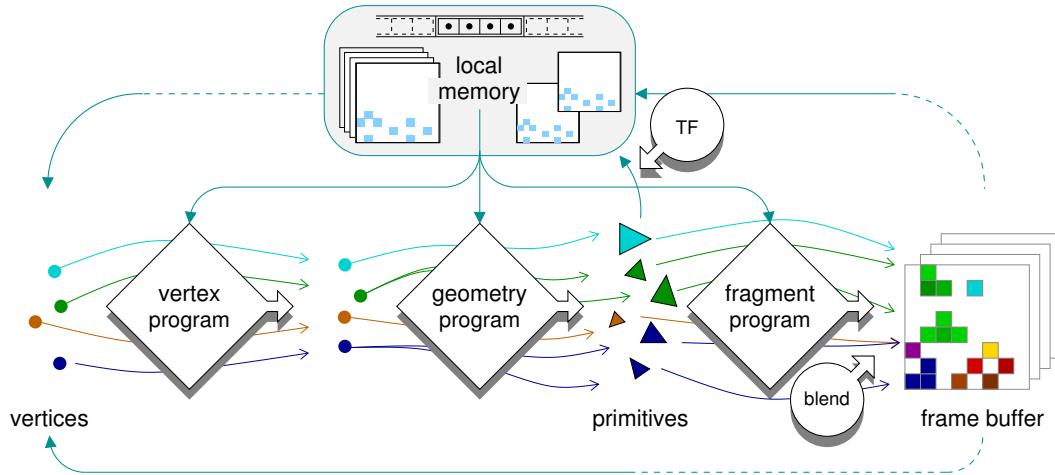 local
memory
TF
vertex
program
geometry
program
fragment
program
blend
vertices
primitives
frame buffer